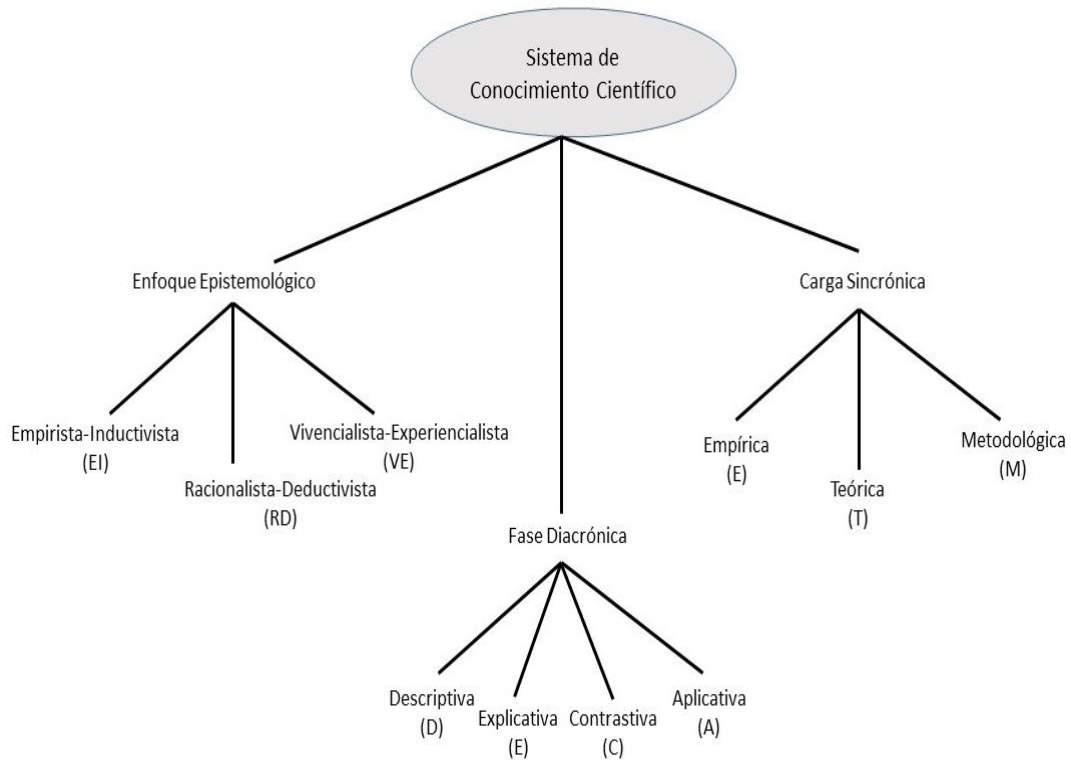 Sistema de
Conocimiento Científico
Enfoque Epistemológico
Carga Sincrónica
Empirista-Inductivista
(EI)
Racionalista-Deductivista
(RD)
Vivencialista-Experiencialista
(VE)
Empírica
(E)
Teórica
(T)
Metodológica
(M)
Fase Diacrónica
Descriptiva
(D)
Explicativa
(E)
Contrastiva
(C)
Aplicativa
(A)